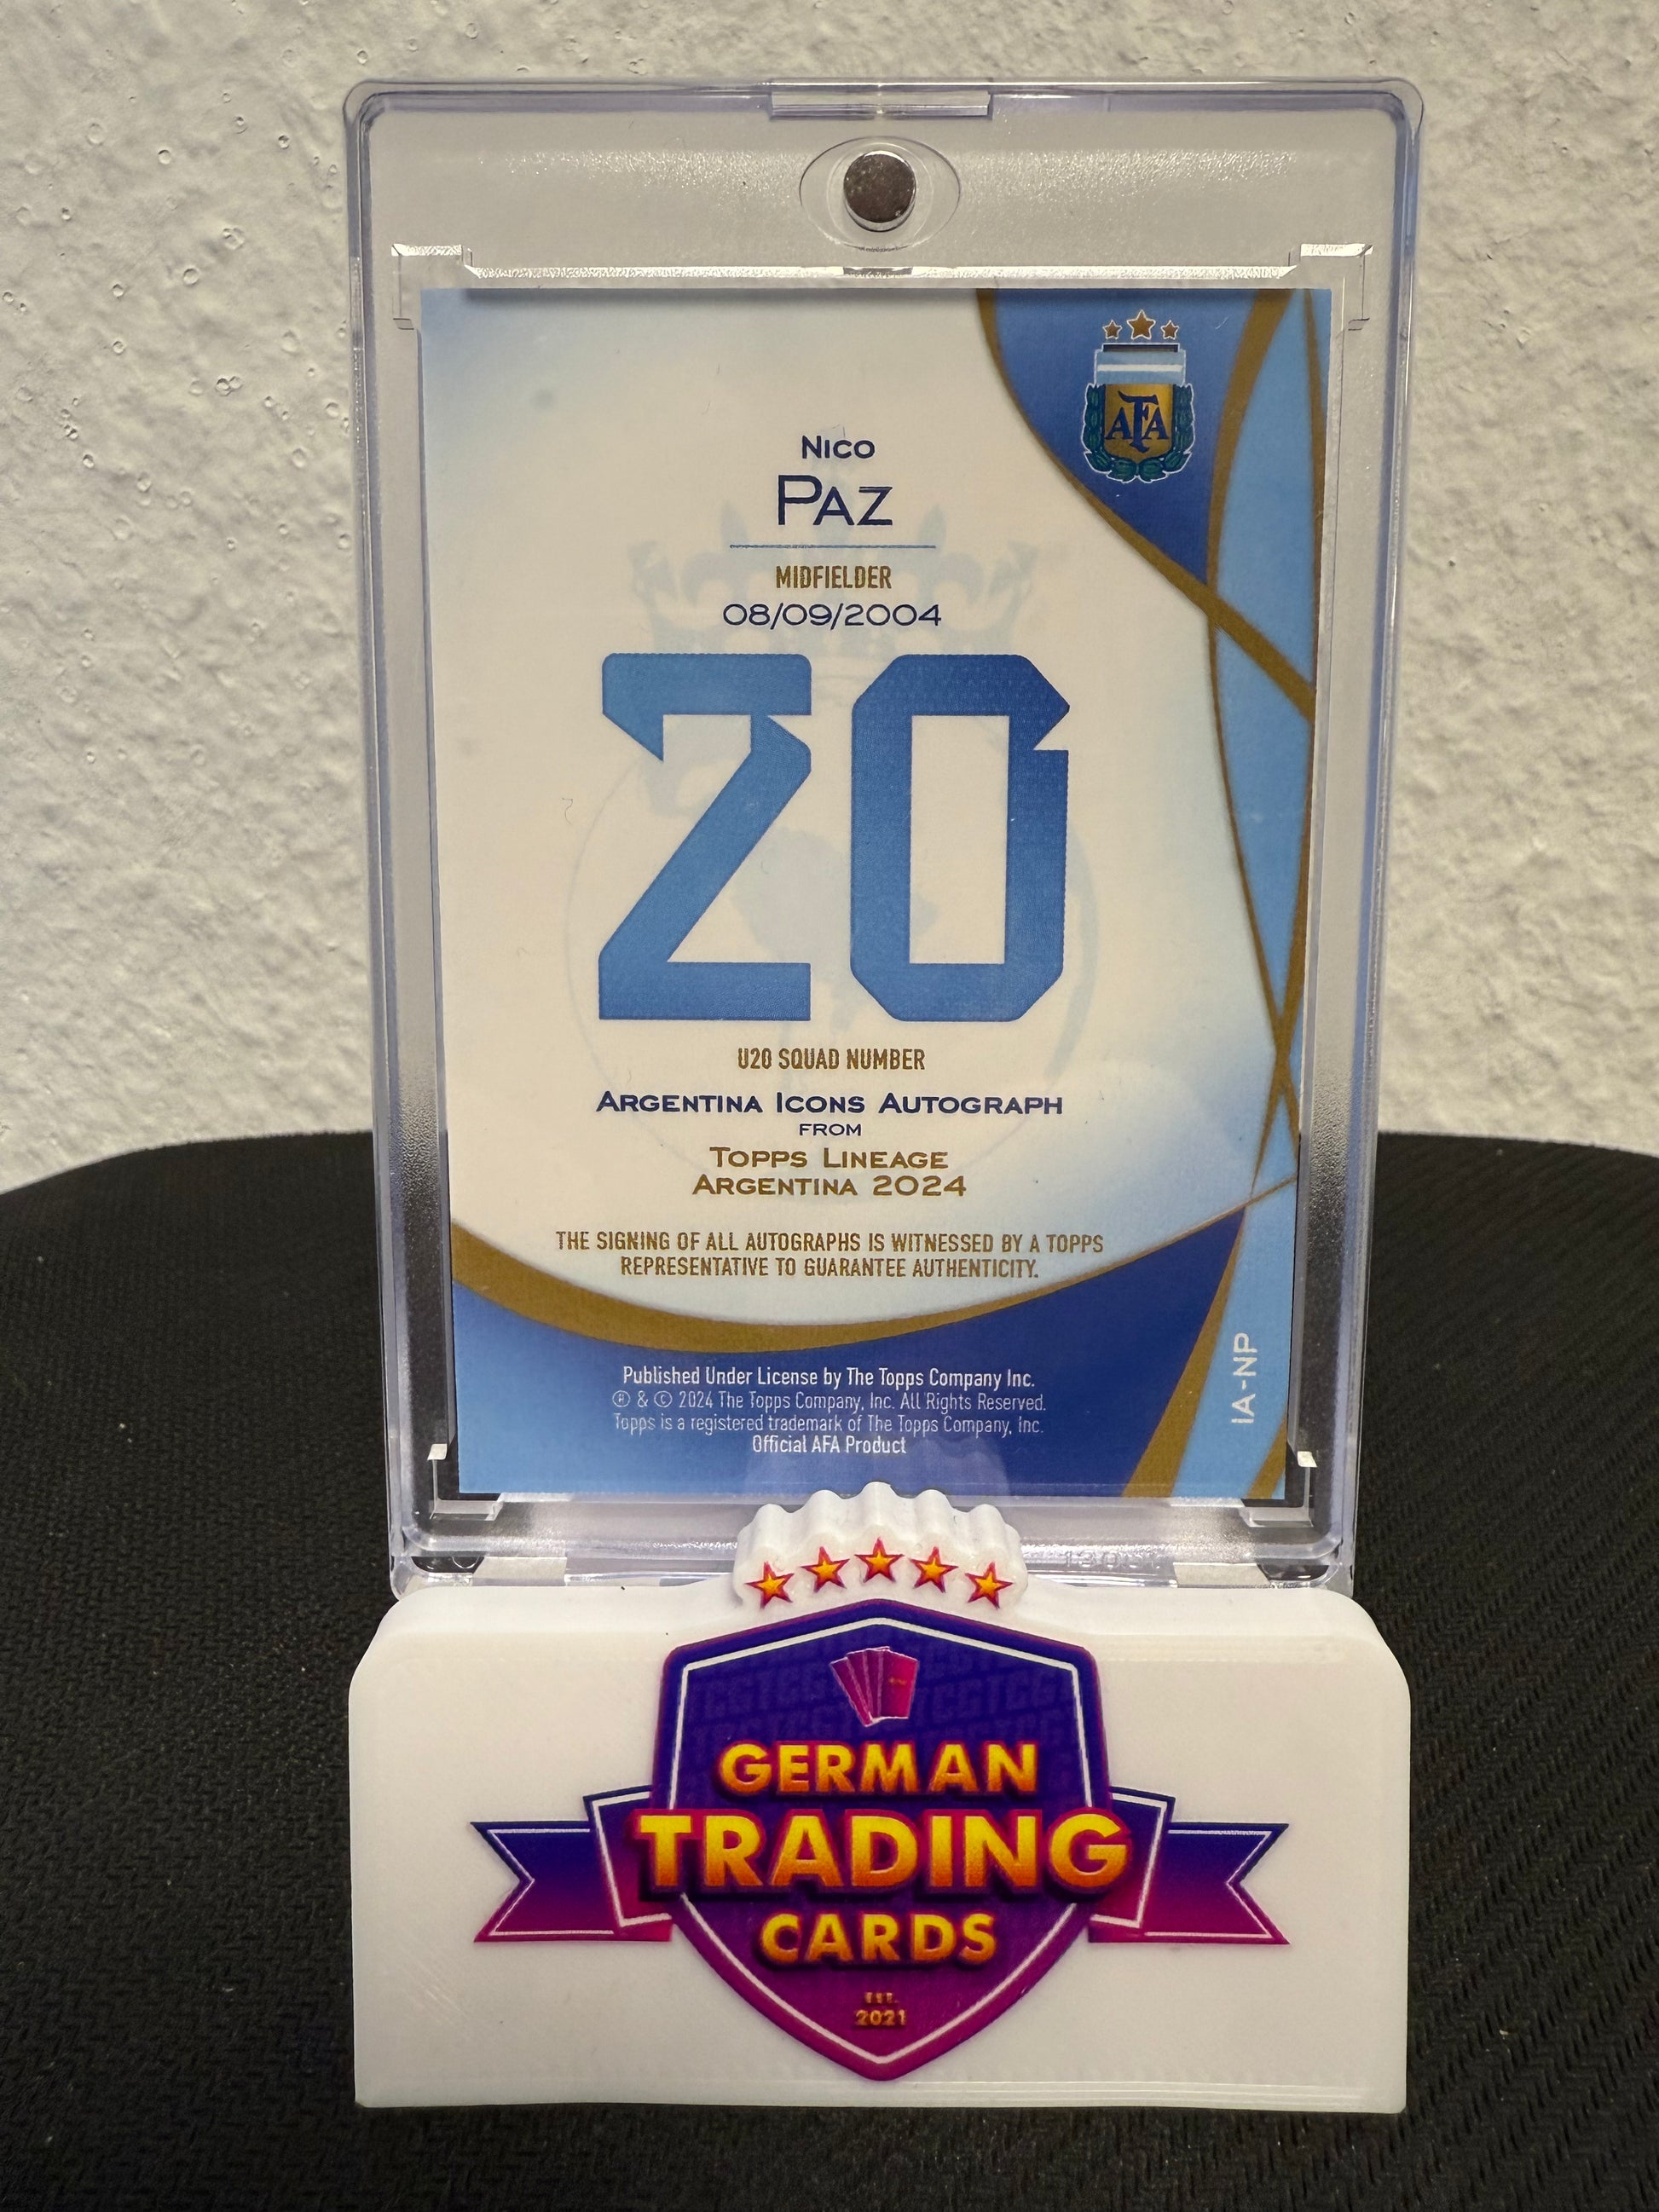 AFA
Nico
Paz
MIDFIELDER
08/09/2004
20
U20 SQUAD NUMBER
Argentina Icons Autograph
from
Topps Lineage
Argentina 2024
THE SIGNING OF ALL AUTOGRAPHS IS WITNESSED BY A TOPPS
REPRESENTATIVE TO GUARANTEE AUTHENTICITY.
IA-NP
Published Under License by The Topps Company Inc.
® & © 2024 The Topps Company, Inc. All Rights Reserved.
Topps is a registered trademark of The Topps Company, Inc.
Official AFA Product
GERMAN
TRADING
CARDS
EST.
2021